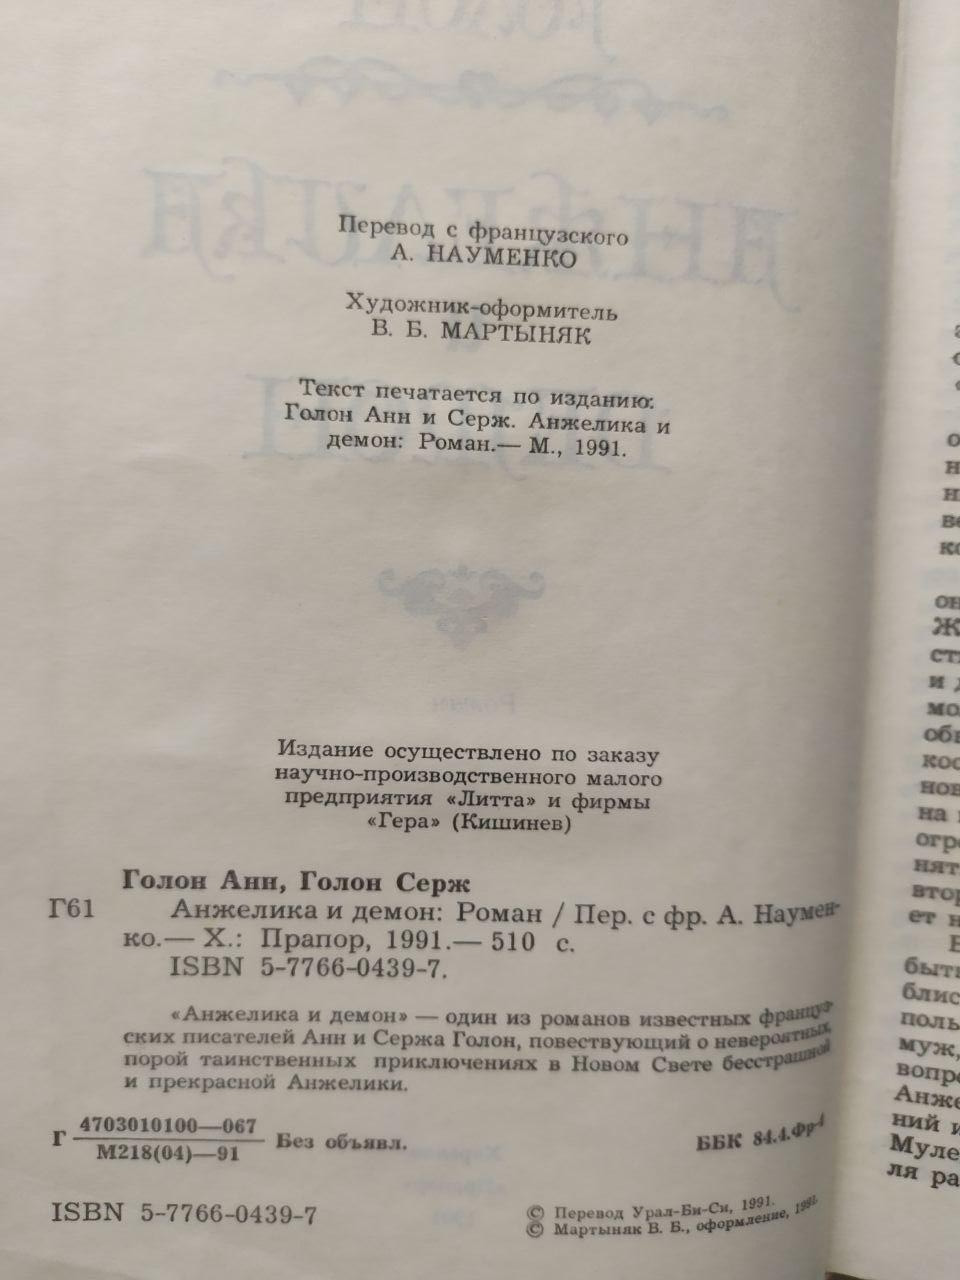 Перевод с французского
А. НАУМЕНКО
Художник-оформитель
В. Б. МАРТЫНЯК
Текст печатается по изданию:
Голон Анн и Серж. Анжелика и
демон: Роман.— М., 1991.
Издание осуществлено по заказу
научно-производственного малого
предприятия «Литта» и фирмы
«Гера» (Кишинев)
Голон Анн, Голон Серж
Г61 Анжелика и демон: Роман / Пер. с фр. А. Наумен-
ко.— Х.: Прапор, 1991.— 510 с.
ISBN 5-7766-0439-7.
«Анжелика и демон» — один из романов известных француз-
ских писателей Анн и Сержа Голон, повествующий о невероятных,
порой таинственных приключениях в Новом Свете бесстрашной
и прекрасной Анжелики.
Г 4703010100—067
М218(04)—91
Без объявл.
ББК 84.4.Фр-4
ISBN 5-7766-0439-7
© Перевод Урал-Би-Си, 1991.
© Мартыняк В. Б., оформление, 1991.